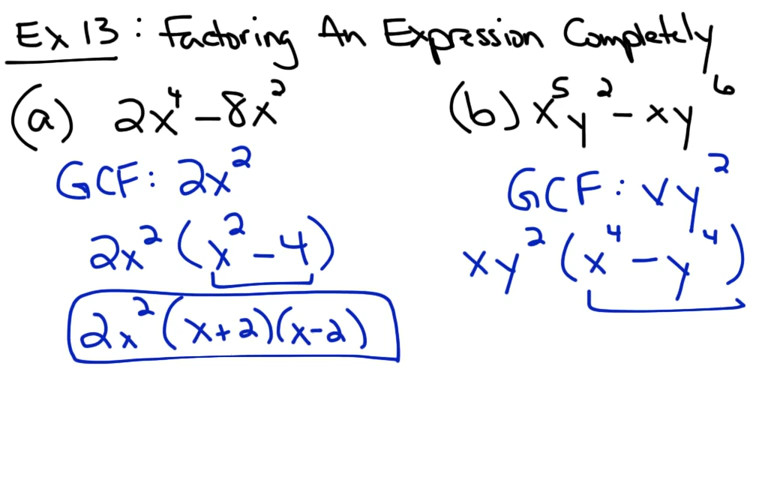 Ex 13 : Factoring An Expression Completely
(a) 2x⁴ - 8x²
GCF: 2x²
2x² (x² - 4)
2x² (x+2)(x-2)
(b) x⁵y² - xy⁶
GCF: xy²
xy² (x⁴ - y⁴)